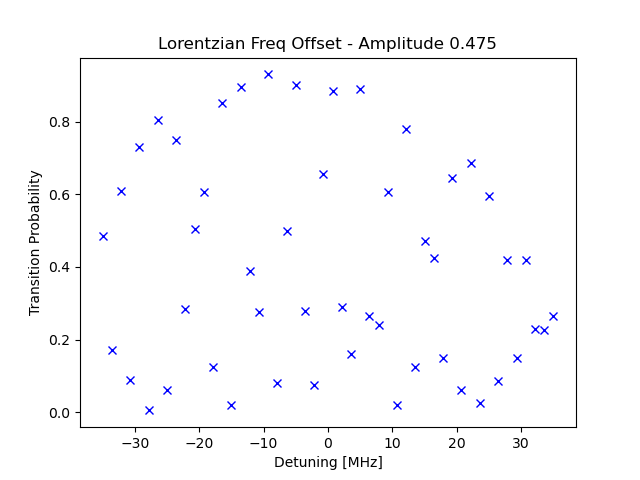 Lorentzian Freq Offset - Amplitude 0.475
Transition Probability
0.8
0.6
0.4
0.2
0.0
−30 −20 −10 0 10 20 30
Detuning [MHz]